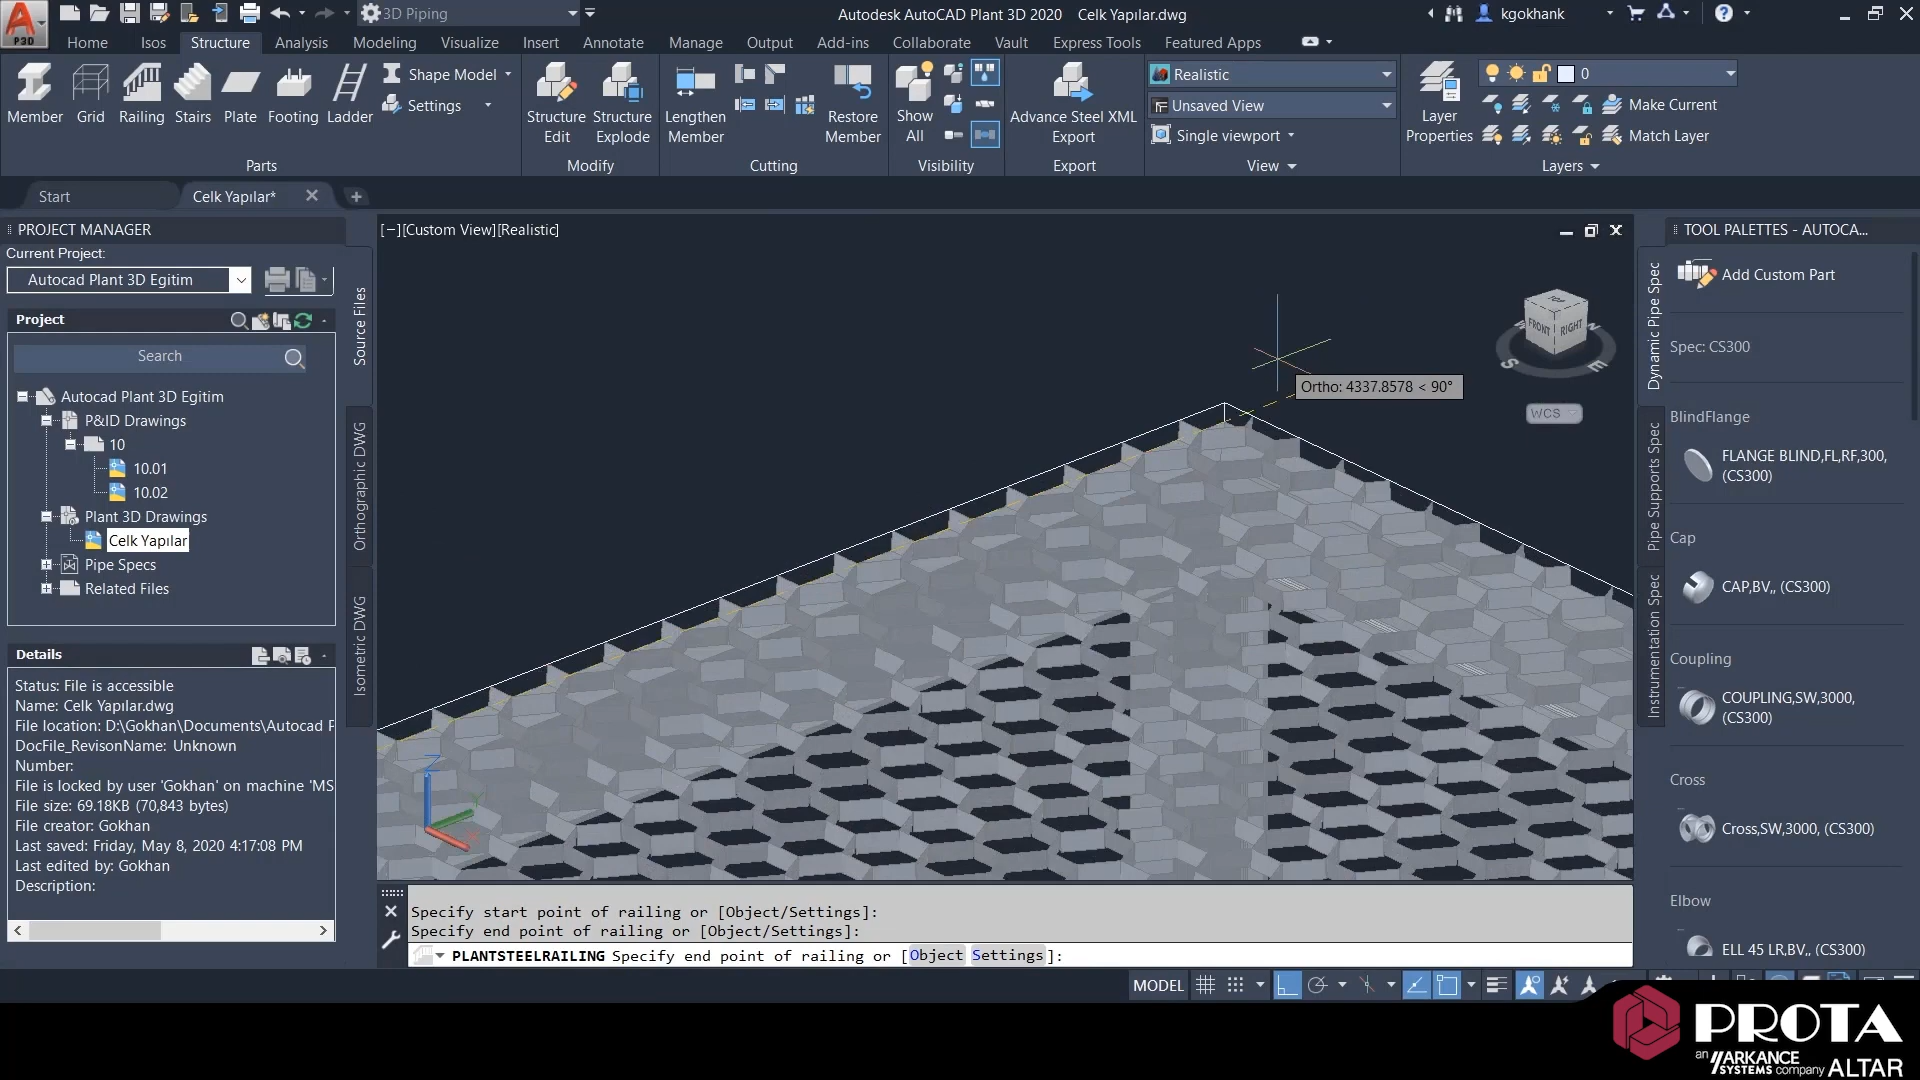 3D Piping
Autodesk AutoCAD Plant 3D 2020 Celk Yapılar.dwg
kgokhank
P3D
Home Isos Structure Analysis Modeling Visualize Insert Annotate Manage Output Add-ins Collaborate Vault Express Tools Featured Apps
Member Grid Railing Stairs Plate Footing Ladder
Shape Model
Settings
Parts
Structure Edit
Structure Explode
Modify
Lengthen Member
Restore Member
Cutting
Show All
Visibility
Advance Steel XML Export
Export
Realistic
Unsaved View
Single viewport
View
Layer Properties
0
Make Current
Match Layer
Layers
Start
Celk Yapılar*
PROJECT MANAGER
Current Project:
Autocad Plant 3D Egitim
Project
Search
Autocad Plant 3D Egitim
P&ID Drawings
10
10.01
10.02
Plant 3D Drawings
Celk Yapılar
Pipe Specs
Related Files
Source Files
Orthographic DWG
Isometric DWG
Details
Status: File is accessible
Name: Celk Yapılar.dwg
File location: D:\Gokhan\Documents\Autocad P
DocFile_RevisonName: Unknown
Number:
File is locked by user 'Gokhan' on machine 'MS
File size: 69.18KB (70,843 bytes)
File creator: Gokhan
Last saved: Friday, May 8, 2020 4:17:08 PM
Last edited by: Gokhan
Description:
[−][Custom View][Realistic]
Ortho: 4337.8578 < 90°
TOP
FRONT
RIGHT
S
E
WCS
Z
Y
X
Specify start point of railing or [Object/Settings]:
Specify end point of railing or [Object/Settings]:
PLANTSTEELRAILING Specify end point of railing or [Object Settings]:
MODEL
TOOL PALETTES - AUTOCA...
Dynamic Pipe Spec
Pipe Supports Spec
Instrumentation Spec
Add Custom Part
Spec: CS300
BlindFlange
FLANGE BLIND,FL,RF,300,
(CS300)
Cap
CAP,BV,, (CS300)
Coupling
COUPLING,SW,3000,
(CS300)
Cross
Cross,SW,3000, (CS300)
Elbow
ELL 45 LR,BV,, (CS300)
PROTA
an ARKANCE SYSTEMS company ALTAR